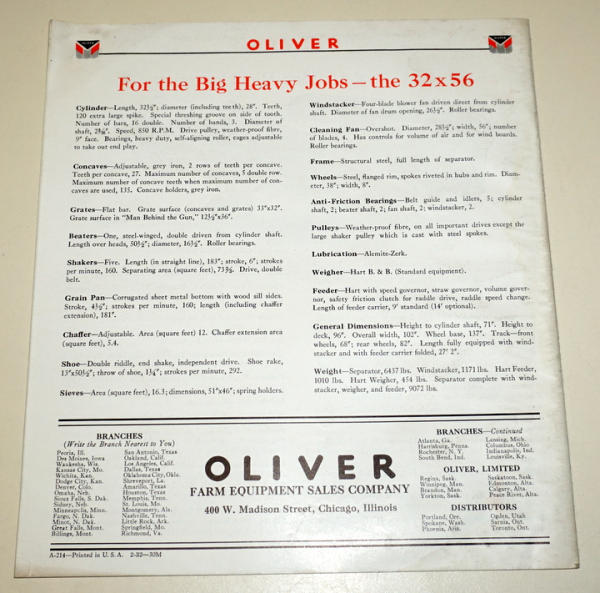 OLIVER
For the Big Heavy Jobs—the 32x56
Cylinder—Length, 32⅜"; diameter (including teeth), 28". Teeth,
120 extra large spike. Special threshing groove on side of tooth.
Number of bars, 16 double. Number of bands, 3. Diameter of
shaft, Speed, 850 R.P.M. Drive pulley, weather-proof fibre,
9" face. Bearings, heavy duty, self-aligning roller, cages adjustable
to take out end play.
Concaves—Adjustable, grey iron, 2 rows of teeth per concave.
Teeth per concave, 27. Maximum number of concaves, 5 double row.
Maximum number of concave teeth when maximum number of con-
caves are used, 135. Concave holders, grey iron.
Grates—Flat bar. Grate surface (concaves and grates) 33"x32".
Grate surface in "Man Behind the Gun," 12½"x36".
Beaters—One, steel-winged, double driven from cylinder shaft.
Length over heads, 50½"; diameter, 16½". Roller bearings.
Shakers—Five. Length (in straight line), 183"; stroke, 6"; strokes
per minute, 160. Separating area (square feet), Drive, double
belt.
Grain Pan—Corrugated sheet metal bottom with wood sill sides.
Stroke, 4½"; strokes per minute, 160; length (including chaffer
extension), 181".
Chaffer—Adjustable. Area (square feet) 12. Chaffer extension area
(square feet), 5.4.
Shoe—Double riddle, end shake, independent drive. Shoe rake,
13"x50½"; throw of shoe, 1¼"; strokes per minute, 292.
Sieves—Area (square feet), 16.3; dimensions, 51"x46"; spring holders.
Windstacker—Four-blade blower fan driven direct from cylinder
shaft. Diameter of fan drum opening, 26½". Roller bearings.
Cleaning Fan—Overshot. Diameter, 28½"; width, 56"; number
of blades, 4. Has controls for volume of air and for wind boards.
Roller bearings.
Frame—Structural steel, full length of separator.
Wheels—Steel, flanged rim, spokes riveted in hubs and rim. Diam-
eter, 38"; width, 8".
Anti-Friction Bearings—Belt guide and idlers, 5; cylinder
shaft, 2; beater shaft, 2; fan shaft, 2; windstacker, 2.
Pulleys—Weather-proof fibre, on all important drives except the
large shaker pulley which is cast with steel spokes.
Lubrication—Alemite-Zerk.
Weigher—Hart B. & B. (Standard equipment).
Feeder—Hart with speed governor, straw governor, volume gover-
nor, safety friction clutch for raddle drive, raddle speed change.
Length of feeder carrier, 9' standard (14' optional).
General Dimensions—Height to cylinder shaft, 71". Height to
deck, 96". Overall width, 102". Wheel base, 137". Track—front
wheels, 68"; rear wheels, 82". Length fully equipped with wind-
stacker and with feeder carrier folded, 27' 2".
Weight—Separator, 6437 lbs. Windstacker, 1171 lbs. Hart Feeder,
1010 lbs. Hart Weigher, 454 lbs. Separator complete with wind-
stacker, weigher, and feeder, 9072 lbs.
BRANCHES
(Write the Branch Nearest to You)
Peoria, Ill.
Des Moines, Iowa
Waukesha, Wis.
Kansas City, Mo.
Wichita, Kan.
Dodge City, Kan.
Denver, Colo.
Omaha, Neb.
Sioux Falls, S. Dak.
Sidney, Neb.
Minneapolis, Minn.
Fargo, N. Dak.
Minot, N. Dak.
Great Falls, Mont.
Billings, Mont.
San Antonio, Texas
Oakland, Calif.
Los Angeles, Calif.
Dallas, Texas
Oklahoma City, Okla.
Shreveport, La.
Amarillo, Texas
Houston, Texas
Memphis, Tenn.
St. Louis, Mo.
Montgomery, Ala.
Nashville, Tenn.
Little Rock, Ark.
Springfield, Mo.
Richmond, Va.
OLIVER
FARM EQUIPMENT SALES COMPANY
400 W. Madison Street, Chicago, Illinois
BRANCHES—Continued
Atlanta, Ga.
Harrisburg, Penna.
Rochester, N. Y.
South Bend, Ind.
Lansing, Mich.
Columbus, Ohio
Indianapolis, Ind.
Louisville, Ky.
OLIVER, LIMITED
Regina, Sask.
Winnipeg, Man.
Brandon, Man.
Yorkton, Sask.
Saskatoon, Sask.
Edmonton, Alta.
Calgary, Alta.
Peace River, Alta.
DISTRIBUTORS
Portland, Ore.
Spokane, Wash.
Phoenix, Ariz.
Ogden, Utah
Sarnia, Ont.
Toronto, Ont.
A-214—Printed in U. S. A. 2-32-30M